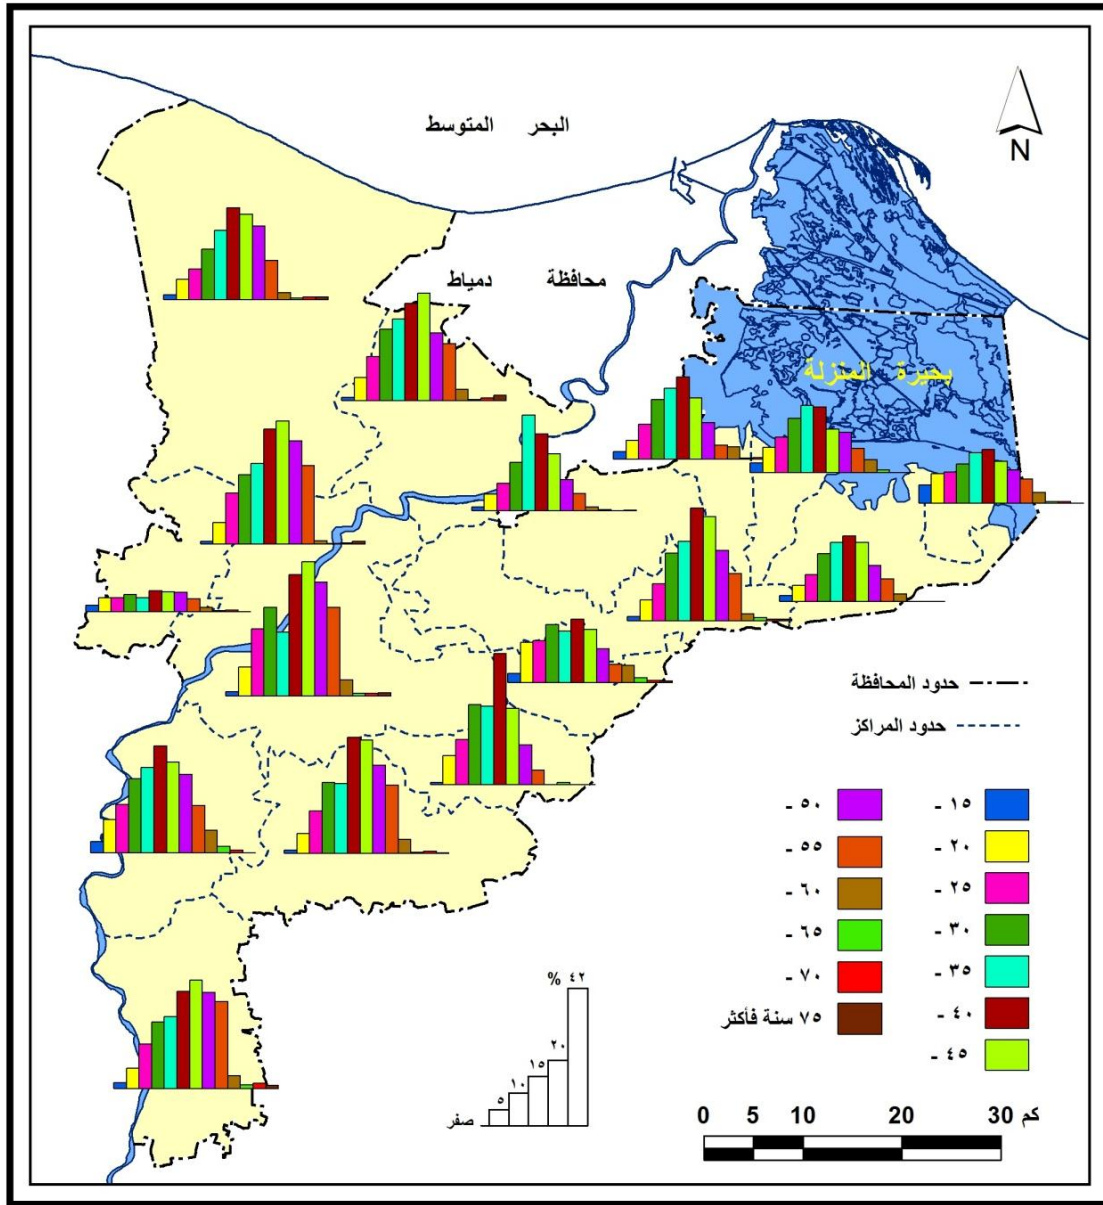 البحر المتوسط
N
محافظة دمياط
بحيرة المنزلة
حدود المحافظة
حدود المراكز
١٥ -
٢٠ -
٢٥ -
٣٠ -
٣٥ -
٤٠ -
٤٥ -
٥٠ -
٥٥ -
٦٠ -
٦٥ -
٧٠ -
٧٥ سنة فأكثر
% ٤٢
٢٠
١٥
١٠
٥
صفر
0 5 10 20 30 كم